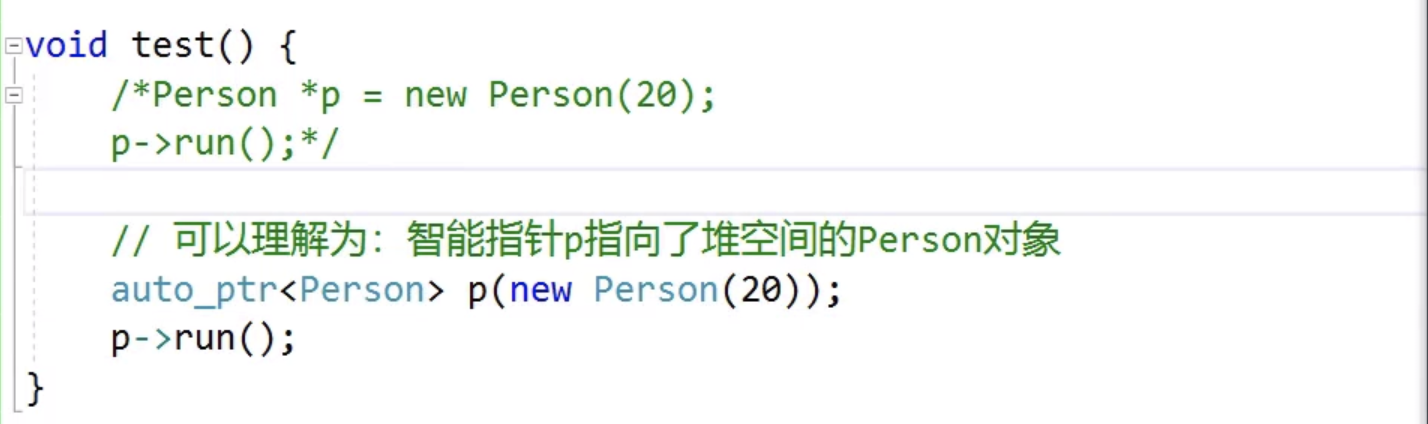 void test() {
/*Person *p = new Person(20);
p->run();*/
// 可以理解为：智能指针p指向了堆空间的Person对象
auto_ptr<Person> p(new Person(20));
p->run();
}